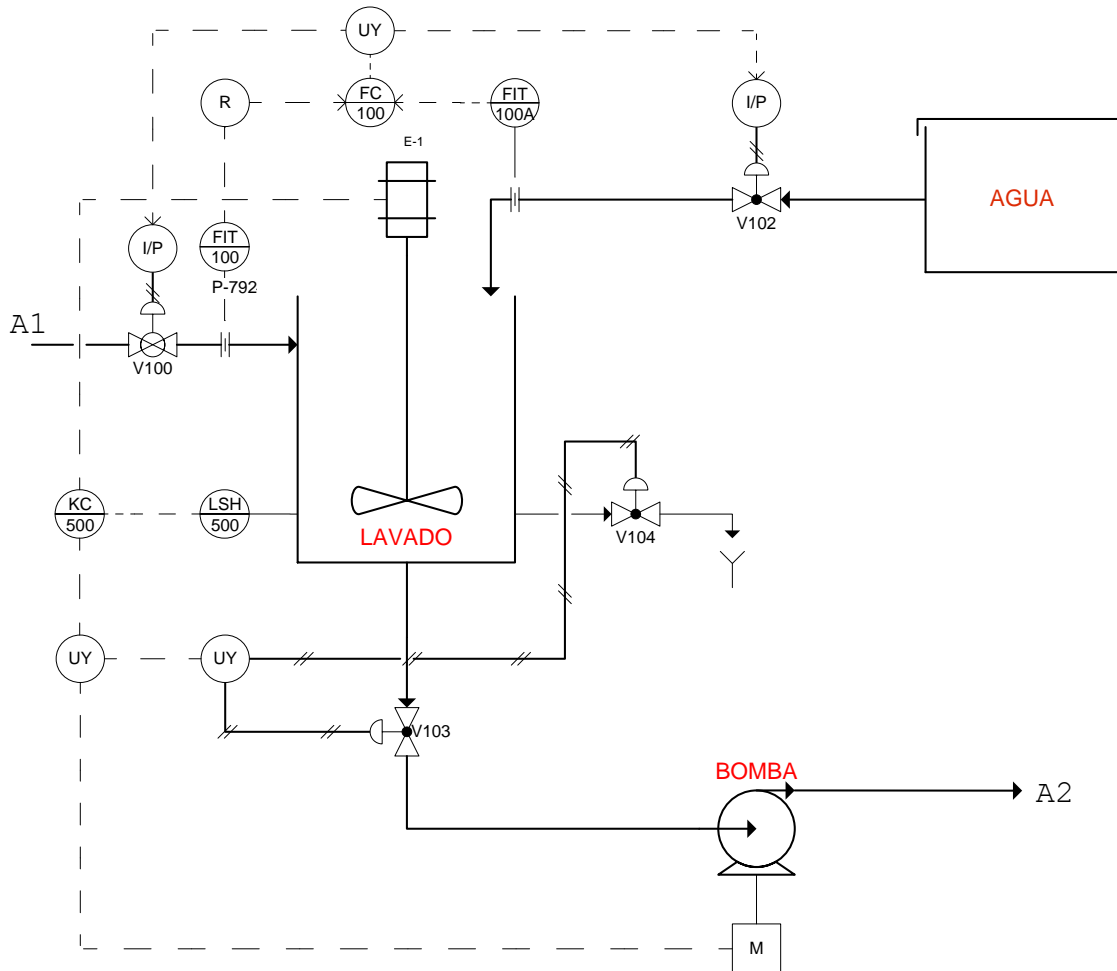 UY
R
FC
100
FIT
100A
I/P
E-1
AGUA
V102
I/P
FIT
100
P-792
A1
V100
KC
500
LSH
500
LAVADO
V104
UY
UY
V103
BOMBA
A2
M